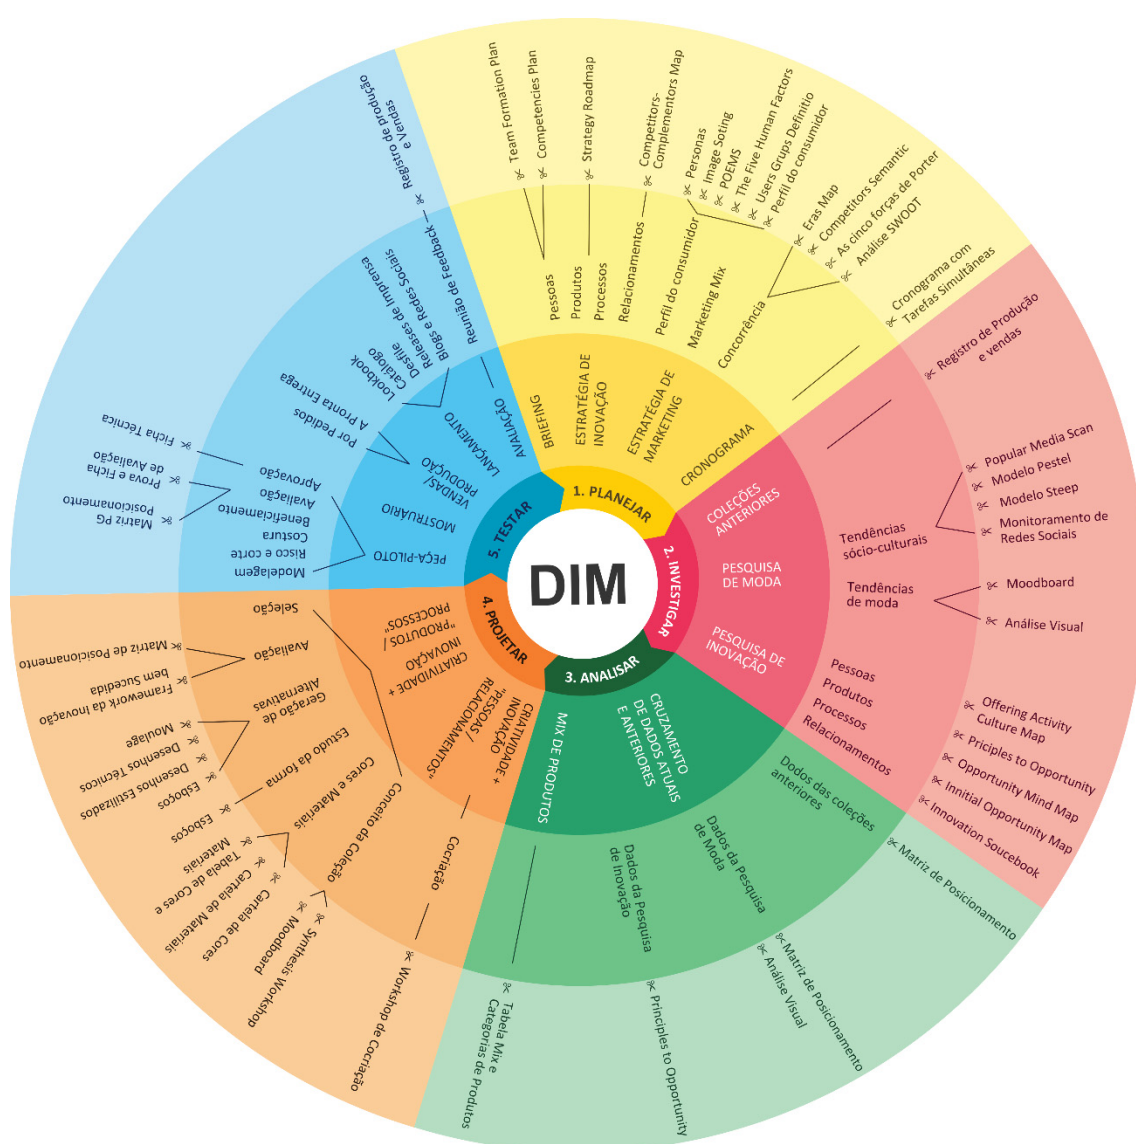 DIM
1. PLANEJAR
BRIEFING
ESTRATÉGIA DE
INOVAÇÃO
ESTRATÉGIA DE
MARKETING
CRONOGRAMA
Pessoas
Produtos
Processos
Relacionamentos
Perfil do consumidor
Marketing Mix
Concorrência
Team Formation Plan
Competencies Plan
Strategy Roadmap
Competitors-
Complementors Map
Personas
Image Soting
POEMS
The Five Human Factors
Users Grups Definitio
Perfil do consumidor
Eras Map
Competitors Semantic
As cinco forças de Porter
Análise SWOOT
Cronograma com
Tarefas Simultâneas
2. INVESTIGAR
COLEÇÕES
ANTERIORES
PESQUISA
DE MODA
PESQUISA DE
INOVAÇÃO
Tendências
sócio-culturais
Tendências
de moda
Pessoas
Produtos
Processos
Relacionamentos
Registro de Produção
e vendas
Popular Media Scan
Modelo Pestel
Modelo Steep
Monitoramento de
Redes Sociais
Moodboard
Análise Visual
Offering Activity
Culture Map
Priciples to Opportunity
Opportunity Mind Map
Innitial Opportunity Map
Innovation Soucebook
3. ANALISAR
CRUZAMENTO
DE DADOS ATUAIS
E ANTERIORES
MIX DE PRODUTOS
Dodos das coleções
anteriores
Dados da Pesquisa
de Moda
Dados da Pesquisa
de Inovação
Matriz de Posicionamento
Matriz de Posicionamento
Análise Visual
Principles to Opportunity
Tabela Mix e
Categorias de Produtos
4. PROJETAR
CRIATIVIDADE +
INOVAÇÃO
"PESSOAS /
RELACIONAMENTOS"
CRIATIVIDADE +
INOVAÇÃO
"PRODUTOS /
PROCESSOS"
Cocriação
Conceito da Coleção
Cores e Materiais
Estudo da forma
Geração de
Alternativas
Avaliação
Seleção
Workshop de Cocriação
Synthesis Workshop
Moodboard
Cartela de Cores
Cartela de Materiais
Tabela de Cores e
Materiais
Esboços
Esboços
Desenhos Estilizados
Desenhos Técnicos
Moulage
Framework da Inovação
bem Sucedida
Matriz de Posicionamento
5. TESTAR
PEÇA-PILOTO
MOSTRUÁRIO
VENDAS/
PRODUÇÃO
LANÇAMENTO
AVALIAÇÃO
Modelagem
Risco e corte
Costura
Beneficiamento
Avaliação
Aprovação
Por Pedidos
A Pronta Entrega
Lookbook
Catálogo
Desfile
Releases de Imprensa
Blogs e Redes Sociais
Reunião de Feedback
Matriz PG
Posicionamento
Prova e Ficha
de Avaliação
Ficha Técnica
Registro de produção
e Vendas